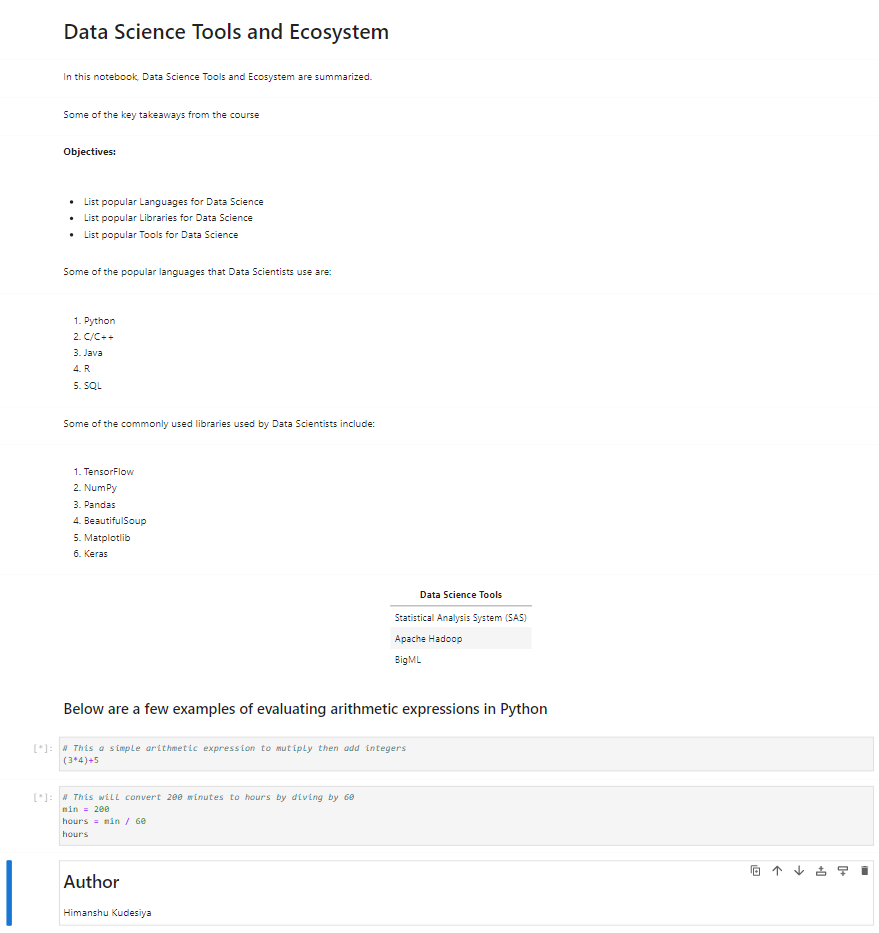 Data Science Tools and Ecosystem
In this notebook, Data Science Tools and Ecosystem are summarized.
Some of the key takeaways from the course
Objectives:
• List popular Languages for Data Science
• List popular Libraries for Data Science
• List popular Tools for Data Science
Some of the popular languages that Data Scientists use are:
1. Python
2. C/C++
3. Java
4. R
5. SQL
Some of the commonly used libraries used by Data Scientists include:
1. TensorFlow
2. NumPy
3. Pandas
4. BeautifulSoup
5. Matplotlib
6. Keras
Data Science Tools
Statistical Analysis System (SAS)
Apache Hadoop
BigML
Below are a few examples of evaluating arithmetic expressions in Python
[*]: # This a simple arithmetic expression to mutiply then add integers
(3*4)+5
[*]: # This will convert 200 minutes to hours by diving by 60
min = 200
hours = min / 60
hours
Author
Himanshu Kudesiya